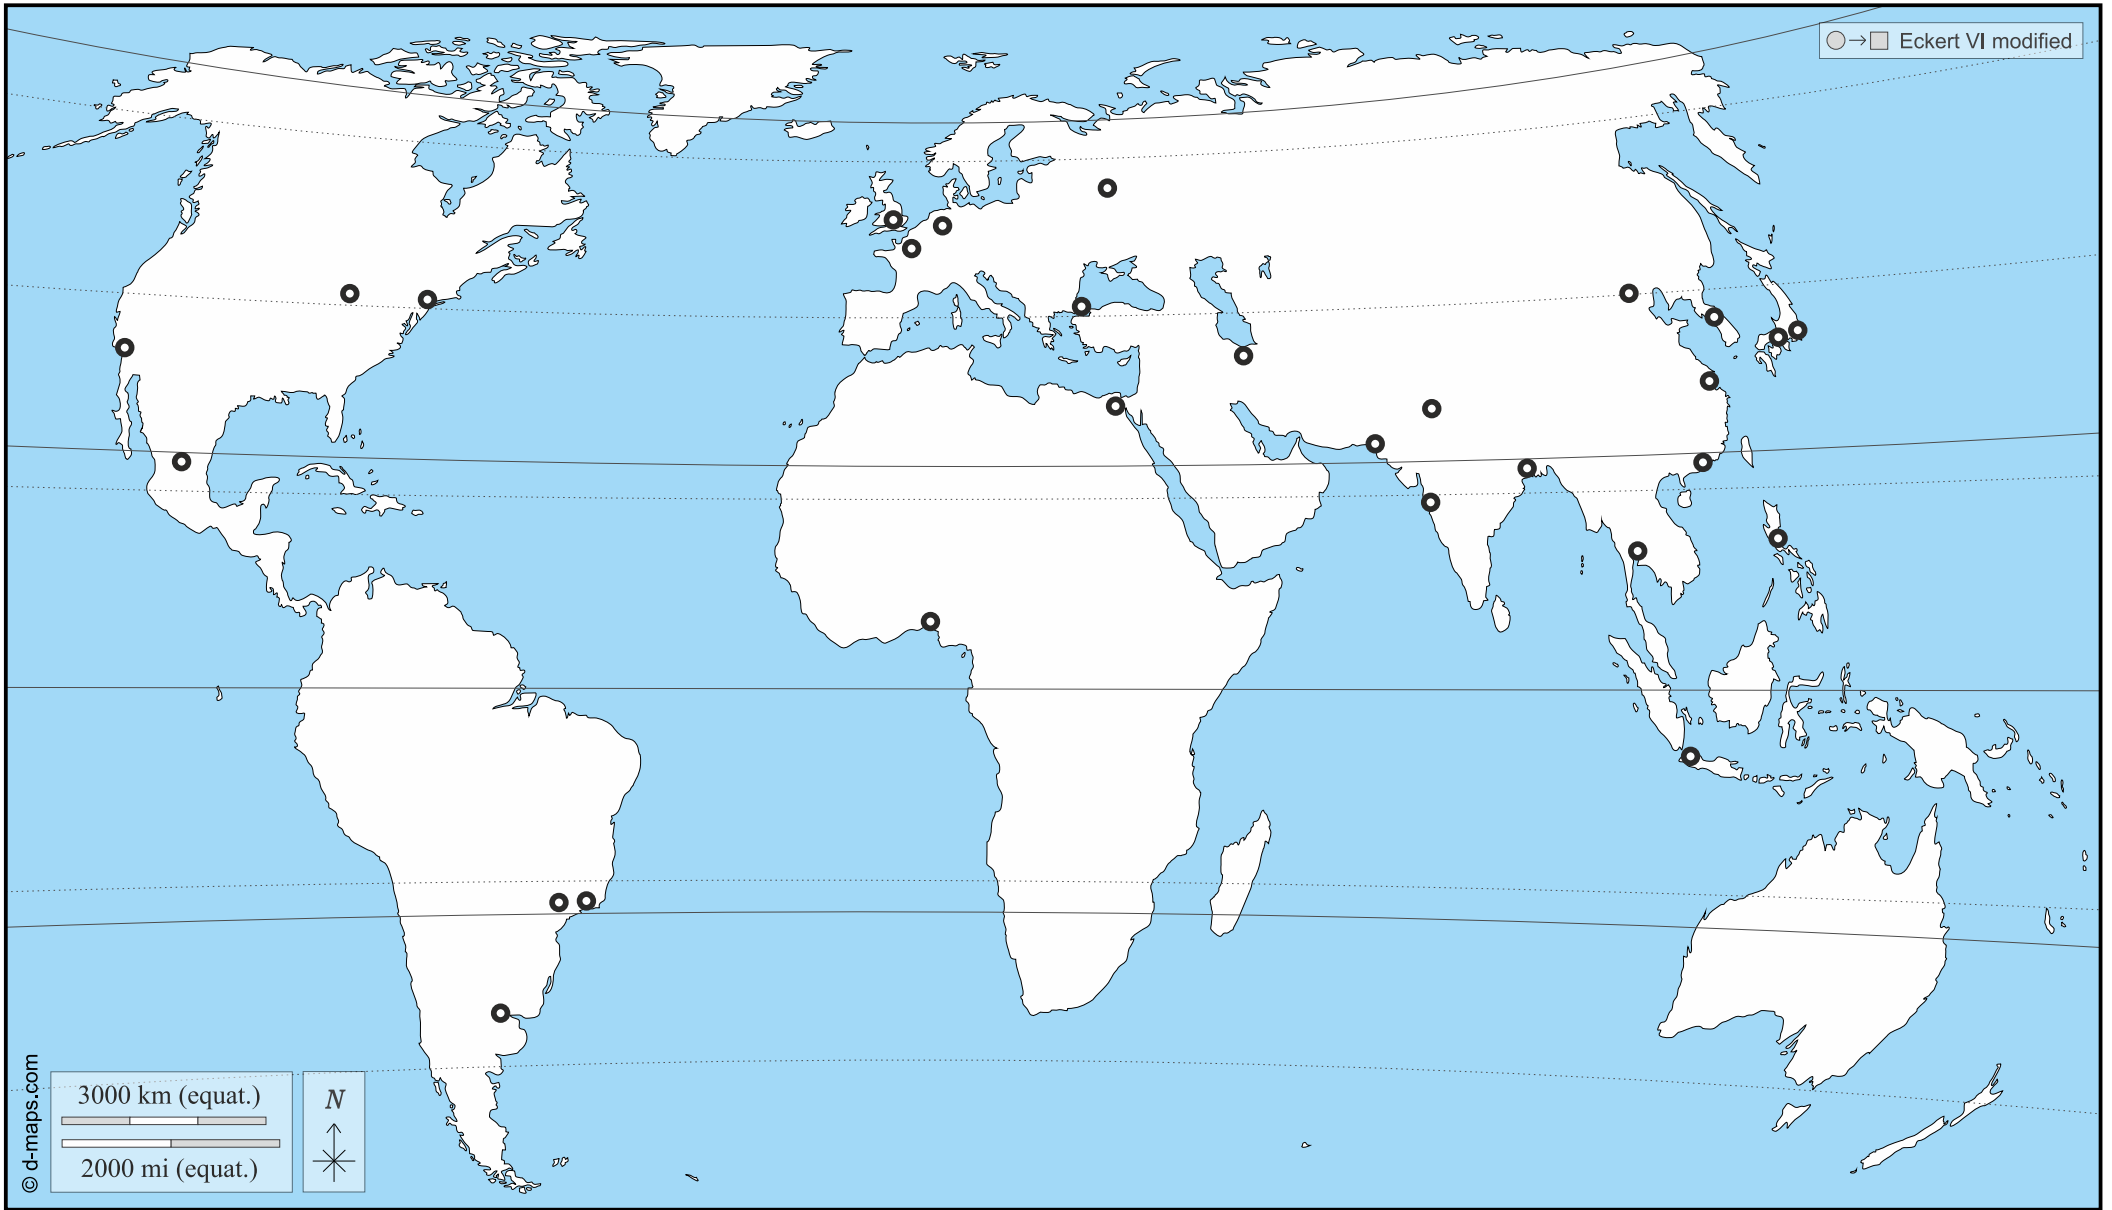 Eckert VI modified
3000 km (equat.)
2000 mi (equat.)
N
© d-maps.com